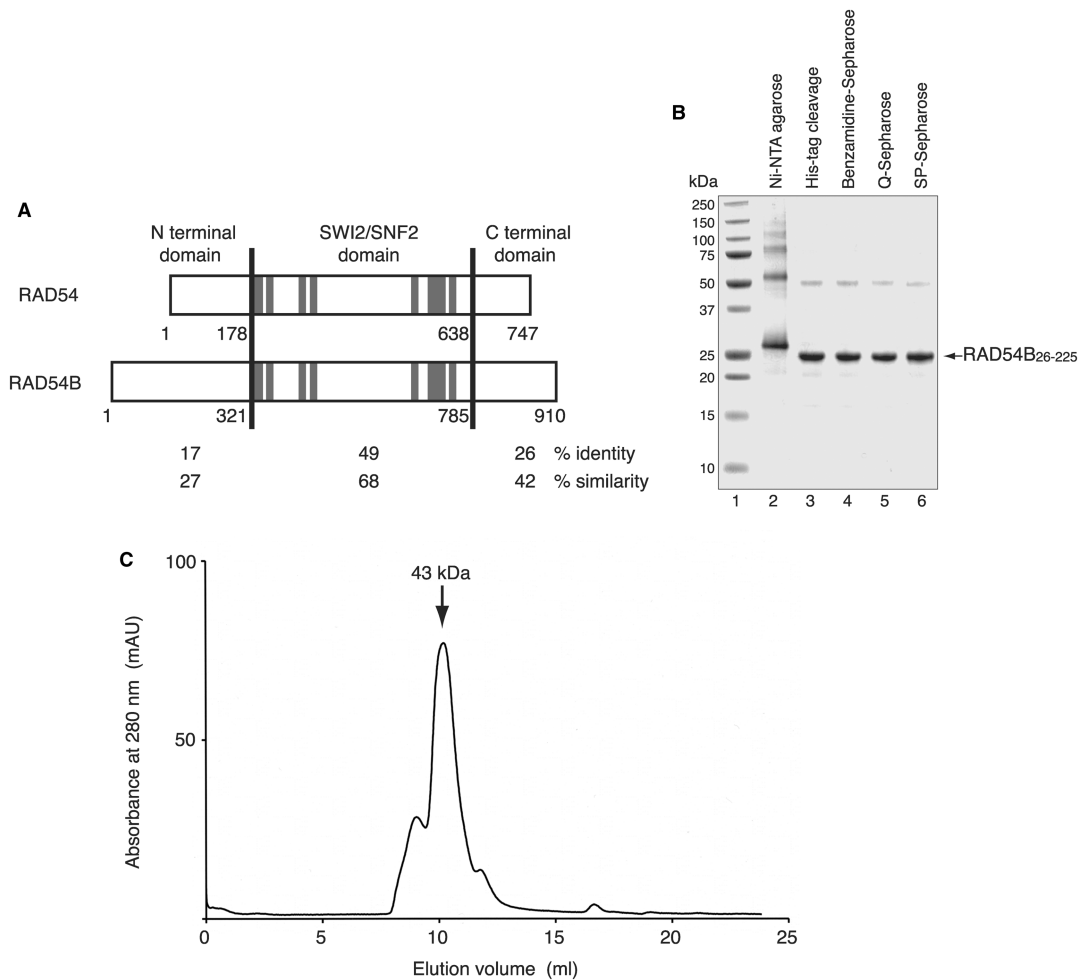 A
N terminal domain
SWI2/SNF2 domain
C terminal domain
RAD54
1 178 638 747
RAD54B
1 321 785 910
17 49 26 % identity
27 68 42 % similarity
B
kDa
Ni-NTA agarose
His-tag cleavage
Benzamidine-Sepharose
Q-Sepharose
SP-Sepharose
250
150
100
75
50
37
25
20
15
10
RAD54B26-225
1 2 3 4 5 6
C
43 kDa
Absorbance at 280 nm (mAU)
100
50
0 5 10 15 20 25
Elution volume (ml)